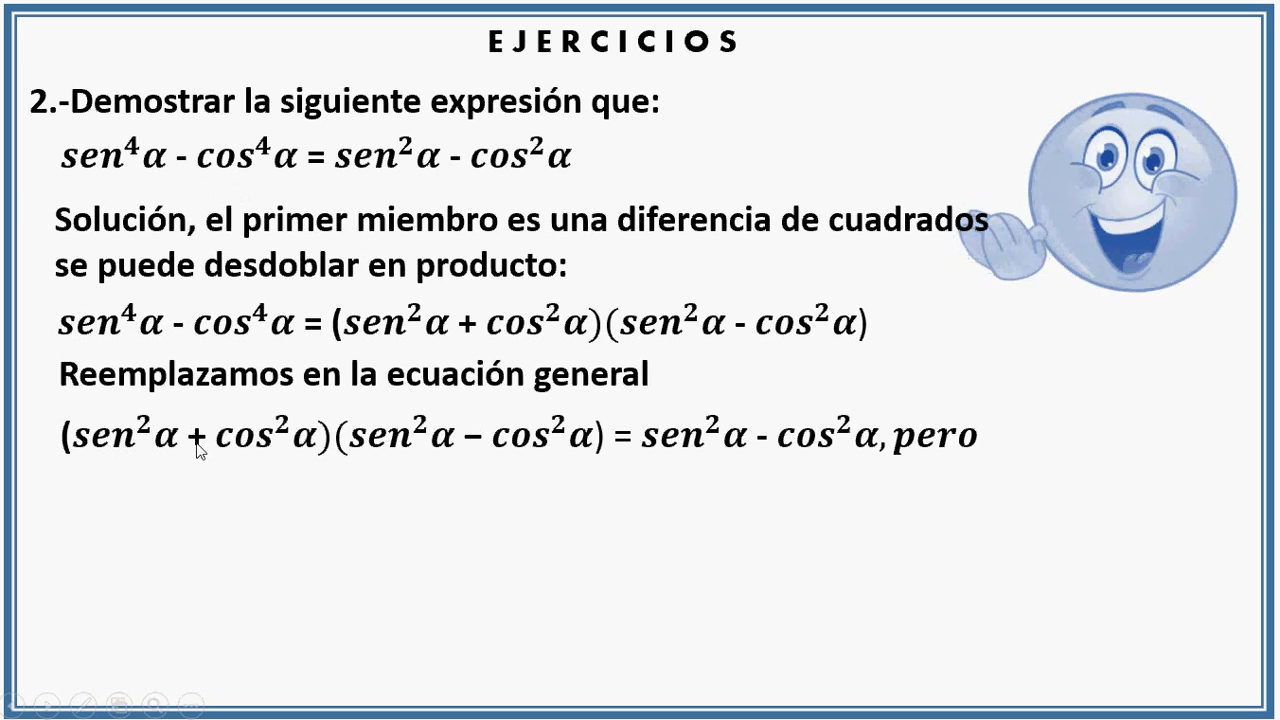 EJERCICIOS
2.-Demostrar la siguiente expresión que:
sen⁴α - cos⁴α = sen²α - cos²α
Solución, el primer miembro es una diferencia de cuadrados
se puede desdoblar en producto:
sen⁴α - cos⁴α = (sen²α + cos²α)(sen²α - cos²α)
Reemplazamos en la ecuación general
(sen²α + cos²α)(sen²α − cos²α) = sen²α - cos²α, pero